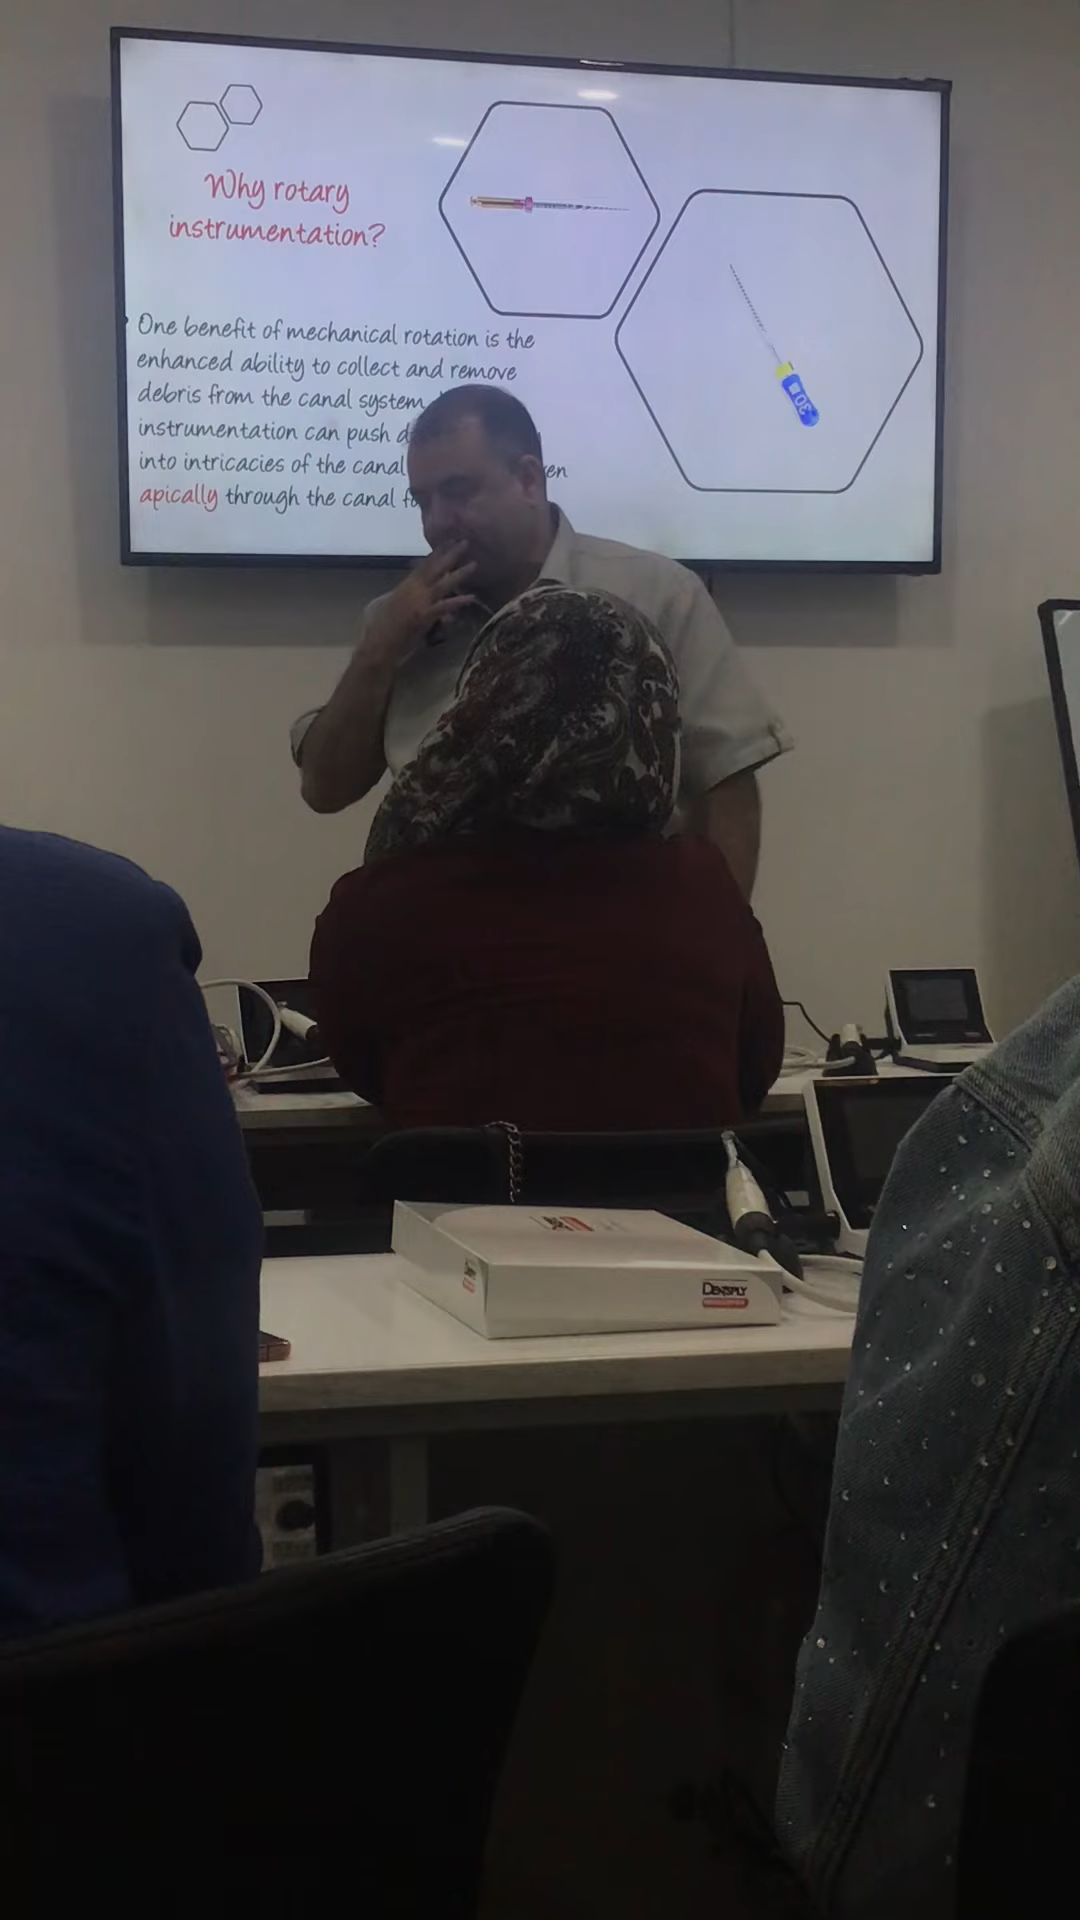 Why rotary
instrumentation?
One benefit of mechanical rotation is the
enhanced ability to collect and remove
debris from the canal system.
instrumentation can push
into intricacies of the canal
apically through the canal
30
DENTSPLY